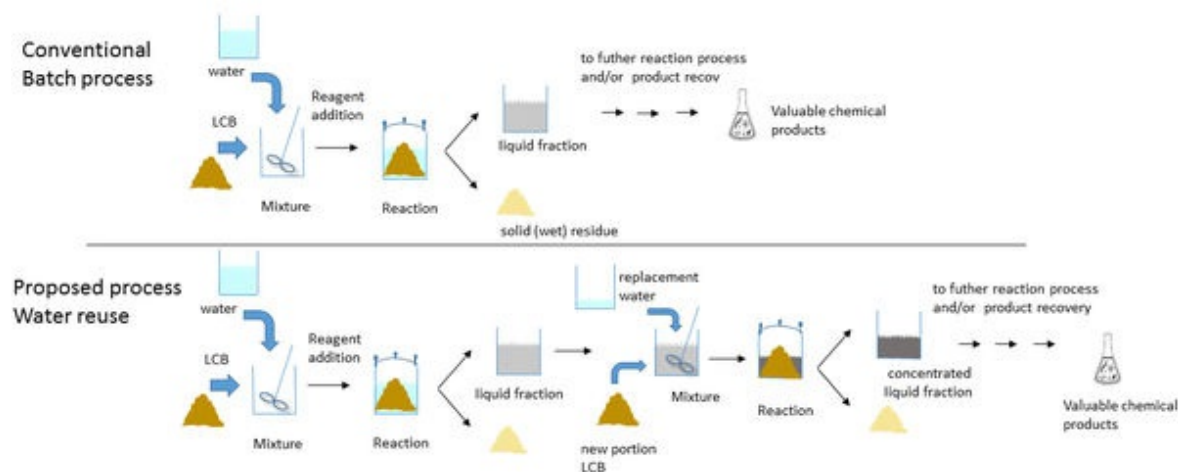 Conventional
Batch process
water
LCB
Mixture
Reagent
addition
Reaction
liquid fraction
solid (wet) residue
to futher reaction process
and/or product recov
Valuable chemical
products
Proposed process
Water reuse
water
LCB
Mixture
Reagent
addition
Reaction
liquid fraction
replacement
water
new portion
LCB
Mixture
Reaction
concentrated
liquid fraction
to futher reaction process
and/or product recovery
Valuable chemical
products